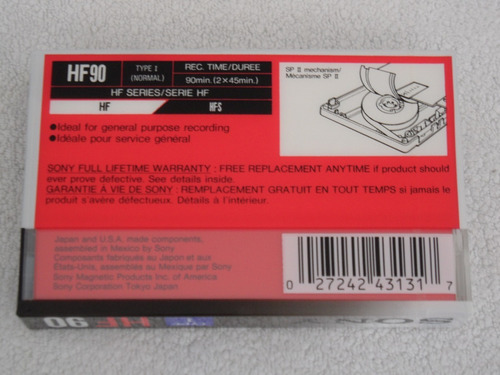 HF90
TYPE I
(NORMAL)
REC. TIME/DUREE
90min. (2×45min.)
HF SERIES/SERIE HF
HF
HFS
●Ideal for general purpose recording
●Idéale pour service général
SP II mechanism/
Mécanisme SP II
SONY FULL LIFETIME WARRANTY : FREE REPLACEMENT ANYTIME if product should
ever prove defective. See details inside.
GARANTIE À VIE DE SONY : REMPLACEMENT GRATUIT EN TOUT TEMPS si jamais le
produit s'avère défectueux. Détails à l'intérieur.
Japan and U.S.A. made components,
assembled in Mexico by Sony
Composants fabriqués au Japon et aux
États-Unis, assemblée au Mexique par Sony
Sony Magnetic Products Inc. of America
Sony Corporation Tokyo Japan
0 27242 43131 7
SONY
HF 90